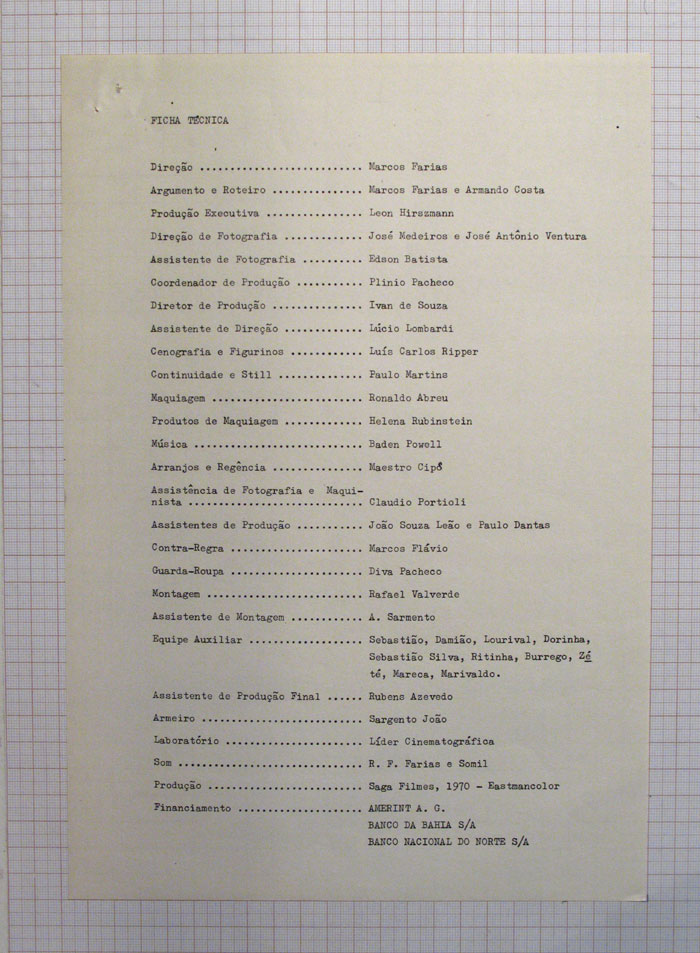 FICHA TÉCNICA
Direção ........................... Marcos Farias
Argumento e Roteiro ............... Marcos Farias e Armando Costa
Produção Executiva ................ Leon Hirszmann
Direção de Fotografia ............. José Medeiros e José Antônio Ventura
Assistente de Fotografia .......... Edson Batista
Coordenador de Produção ........... Plinio Pacheco
Diretor de Produção ............... Ivan de Souza
Assistente de Direção ............. Lúcio Lombardi
Cenografia e Figurinos ............ Luís Carlos Ripper
Continuidade e Still .............. Paulo Martins
Maquiagem ......................... Ronaldo Abreu
Produtos de Maquiagem ............. Helena Rubinstein
Música ............................ Baden Powell
Arranjos e Regência ............... Maestro Cipó
Assistência de Fotografia e Maqui-
nista ............................. Claudio Portioli
Assistentes de Produção ........... João Souza Leão e Paulo Dantas
Contra-Regra ...................... Marcos Flávio
Guarda-Roupa ...................... Diva Pacheco
Montagem .......................... Rafael Valverde
Assistente de Montagem ............ A. Sarmento
Equipe Auxiliar ................... Sebastião, Damião, Lourival, Dorinha,
Sebastião Silva, Ritinha, Burrego, Zé
té, Mareca, Marivaldo.
Assistente de Produção Final ...... Rubens Azevedo
Armeiro ........................... Sargento João
Laboratório ....................... Líder Cinematográfica
Som ............................... R. F. Farias e Somil
Produção .......................... Saga Filmes, 1970 - Eastmancolor
Financiamento ..................... AMERINT A. G.
BANCO DA BAHIA S/A
BANCO NACIONAL DO NORTE S/A